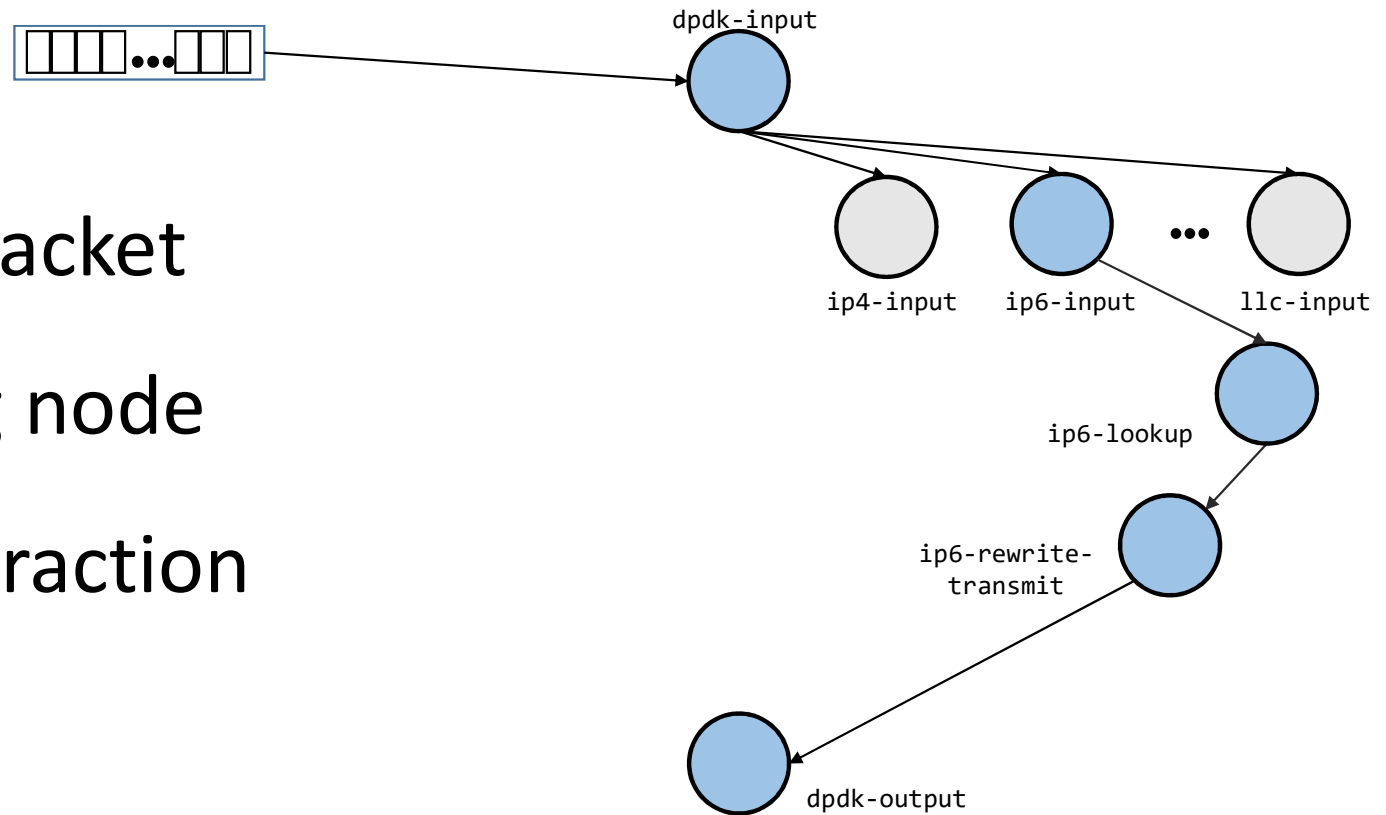 dpdk-input
acket
ip4-input
ip6-input
llc-input
node
ip6-lookup
raction
ip6-rewrite-
transmit
dpdk-output